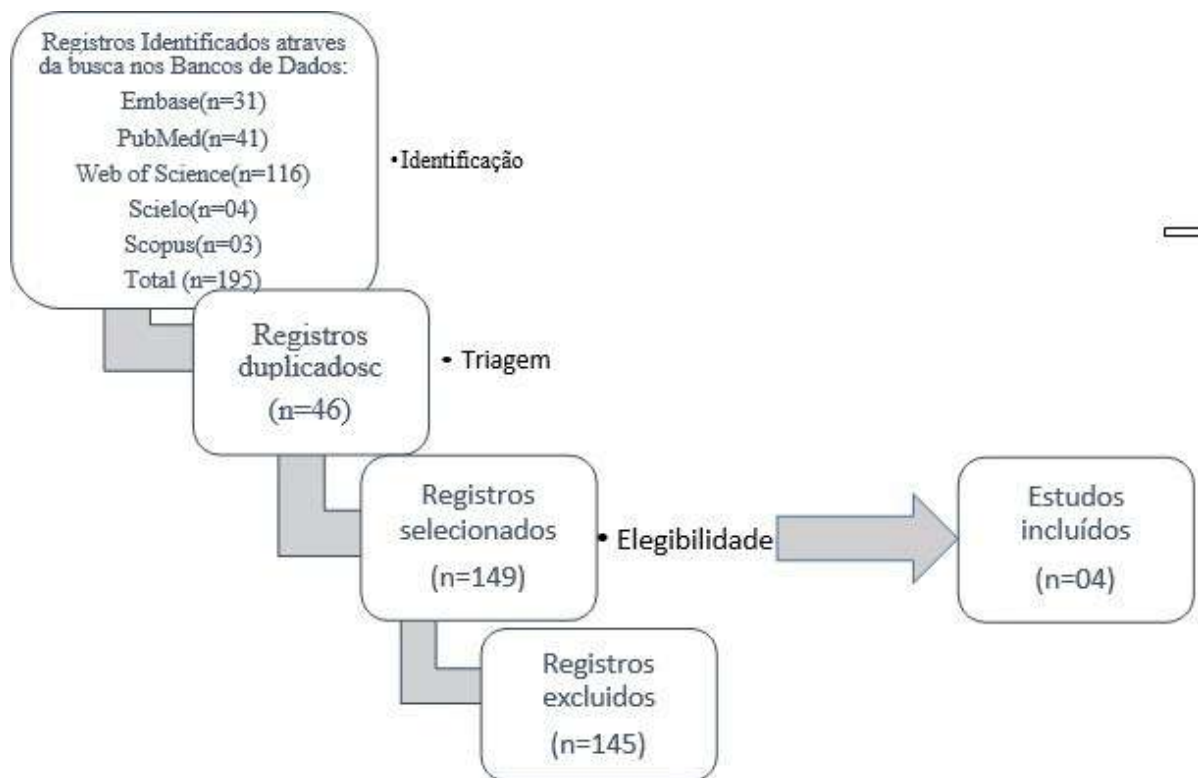 Registros Identificados atraves
da busca nos Bancos de Dados:
Embase(n=31)
PubMed(n=41)
Web of Science(n=116)
Scielo(n=04)
Scopus(n=03)
Total (n=195)
•Identificação
Registros
duplicadosc
(n=46)
• Triagem
Registros
selecionados
(n=149)
• Elegibilidade
Estudos
incluídos
(n=04)
Registros
excluidos
(n=145)